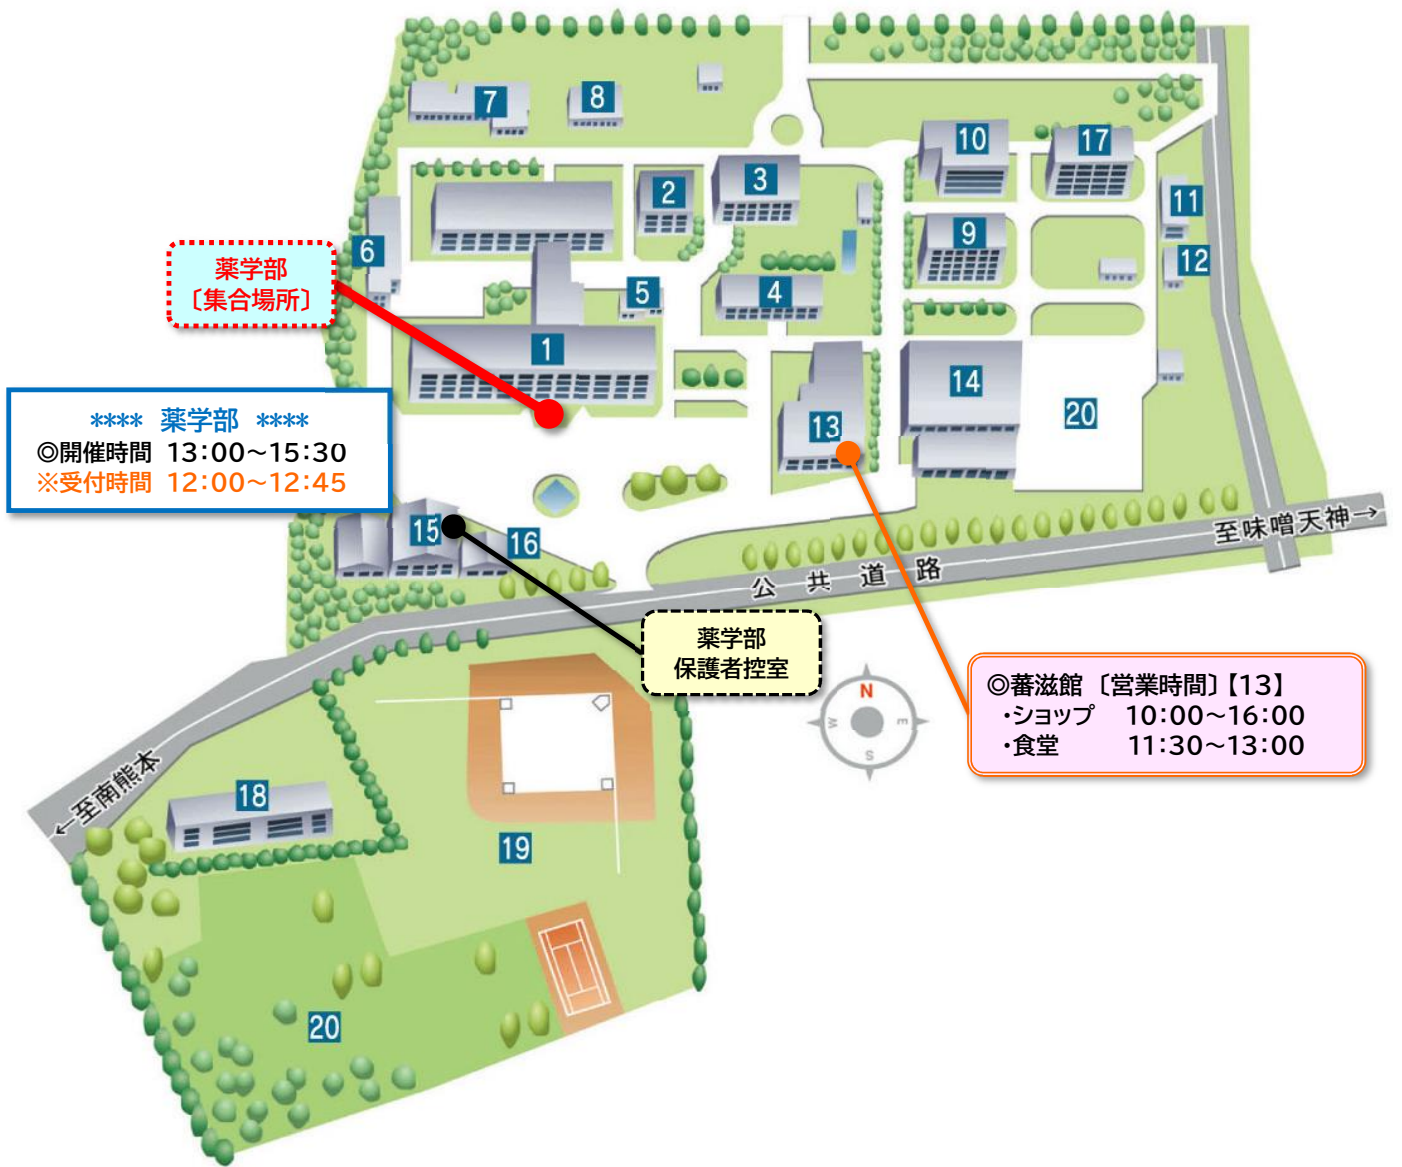 7
8
10
17
2
3
11
6
9
12
薬学部
〔集合場所〕
5
4
1
14
20
13
**** 薬学部 ****
◎開催時間 13:00～15:30
※受付時間 12:00～12:45
15
16
至味噌天神→
公共道路
薬学部
保護者控室
N
W
E
S
◎蕃滋館〔営業時間〕【13】
・ショップ 10:00～16:00
・食堂 11:30～13:00
←至南熊本
18
19
20